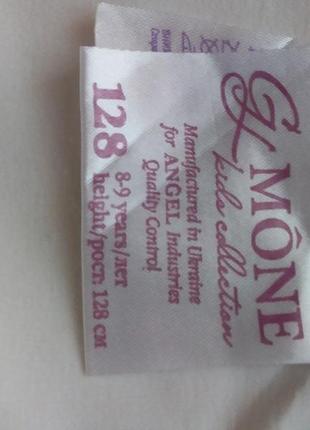 MÔNE
kids collection
Manufactured in Ukraine
for ANGEL Industries
Quality Control
128
8-9 years/лет
height/рост: 128 см